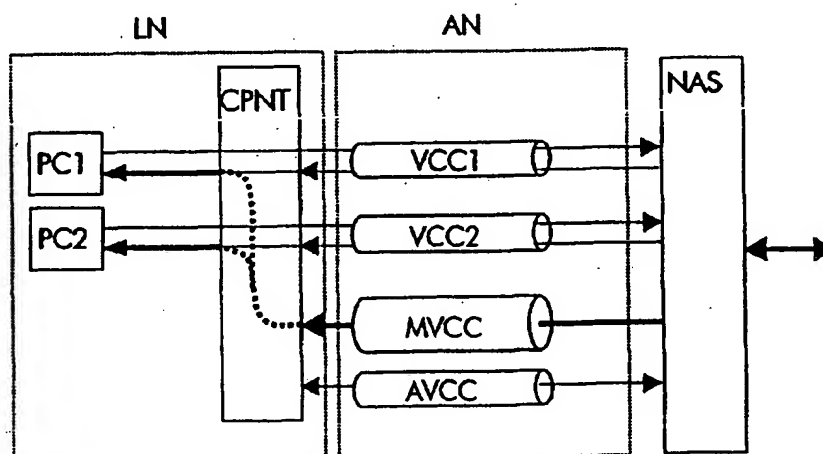 LN
AN
CPNT
NAS
PC1
VCC1
PC2
VCC2
MVCC
AVCC